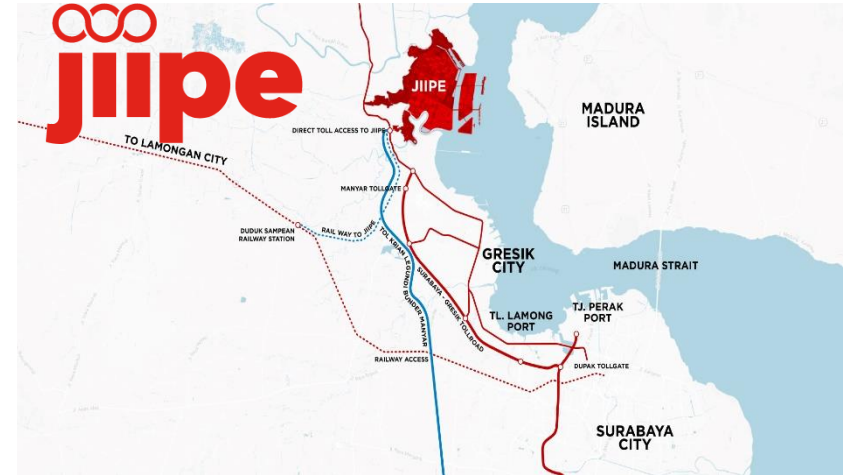 jiipe
JIIPE
MADURA
ISLAND
DIRECT TOLL ACCESS TO JIIPE
TO LAMONGAN CITY
MANYAR TOLLGATE
DUDUK SAMPEAN
RAILWAY STATION
RAIL WAY TO JIIPE
TOL KRIAN LEGUNDI BUNDER MANYAR
GRESIK
CITY
MADURA STRAIT
SURABAYA - GRESIK TOLLROAD
TL. LAMONG
PORT
TJ. PERAK
PORT
RAILWAY ACCESS
DUPAK TOLLGATE
SURABAYA
CITY